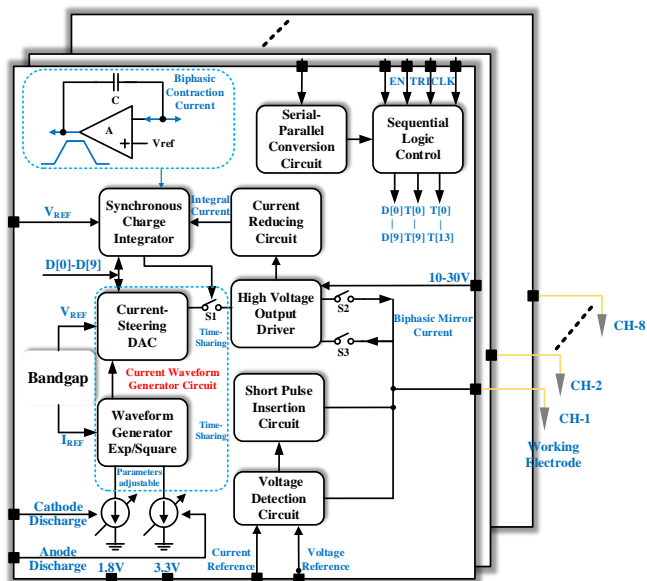 Biphasic
Contraction
Current
C
A
Vref
EN TRI CLK
Serial-
Parallel
Conversion
Circuit
Sequential
Logic
Control
D[0] T[0] T[0]
| | |
D[9] T[9] T[13]
VREF
Synchronous
Charge
Integrator
Integral
Current
Current
Reducing
Circuit
D[0]-D[9]
10-30V
VREF
Current-
Steering
DAC
S1
Time-
Sharing
High Voltage
Output
Driver
S2
S3
Biphasic Mirror
Current
CH-8
Bandgap
Current Waveform
Generator Circuit
CH-2
IREF
Waveform
Generator
Exp/Square
Time-
Sharing
Short Pulse
Insertion
Circuit
CH-1
Working
Electrode
Parameters
adjustable
Voltage
Detection
Circuit
Cathode
Discharge
Anode
Discharge
1.8V
3.3V
Current
Reference
Voltage
Reference